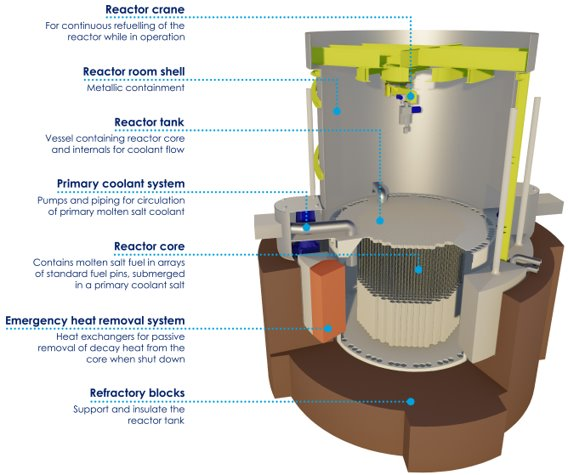 Reactor crane
For continuous refuelling of the
reactor while in operation
Reactor room shell
Metallic containment
Reactor tank
Vessel containing reactor core
and internals for coolant flow
Primary coolant system
Pumps and piping for circulation
of primary molten salt coolant
Reactor core
Contains molten salt fuel in arrays
of standard fuel pins, submerged
in a primary coolant salt
Emergency heat removal system
Heat exchangers for passive
removal of decay heat from the
core when shut down
Refractory blocks
Support and insulate the
reactor tank